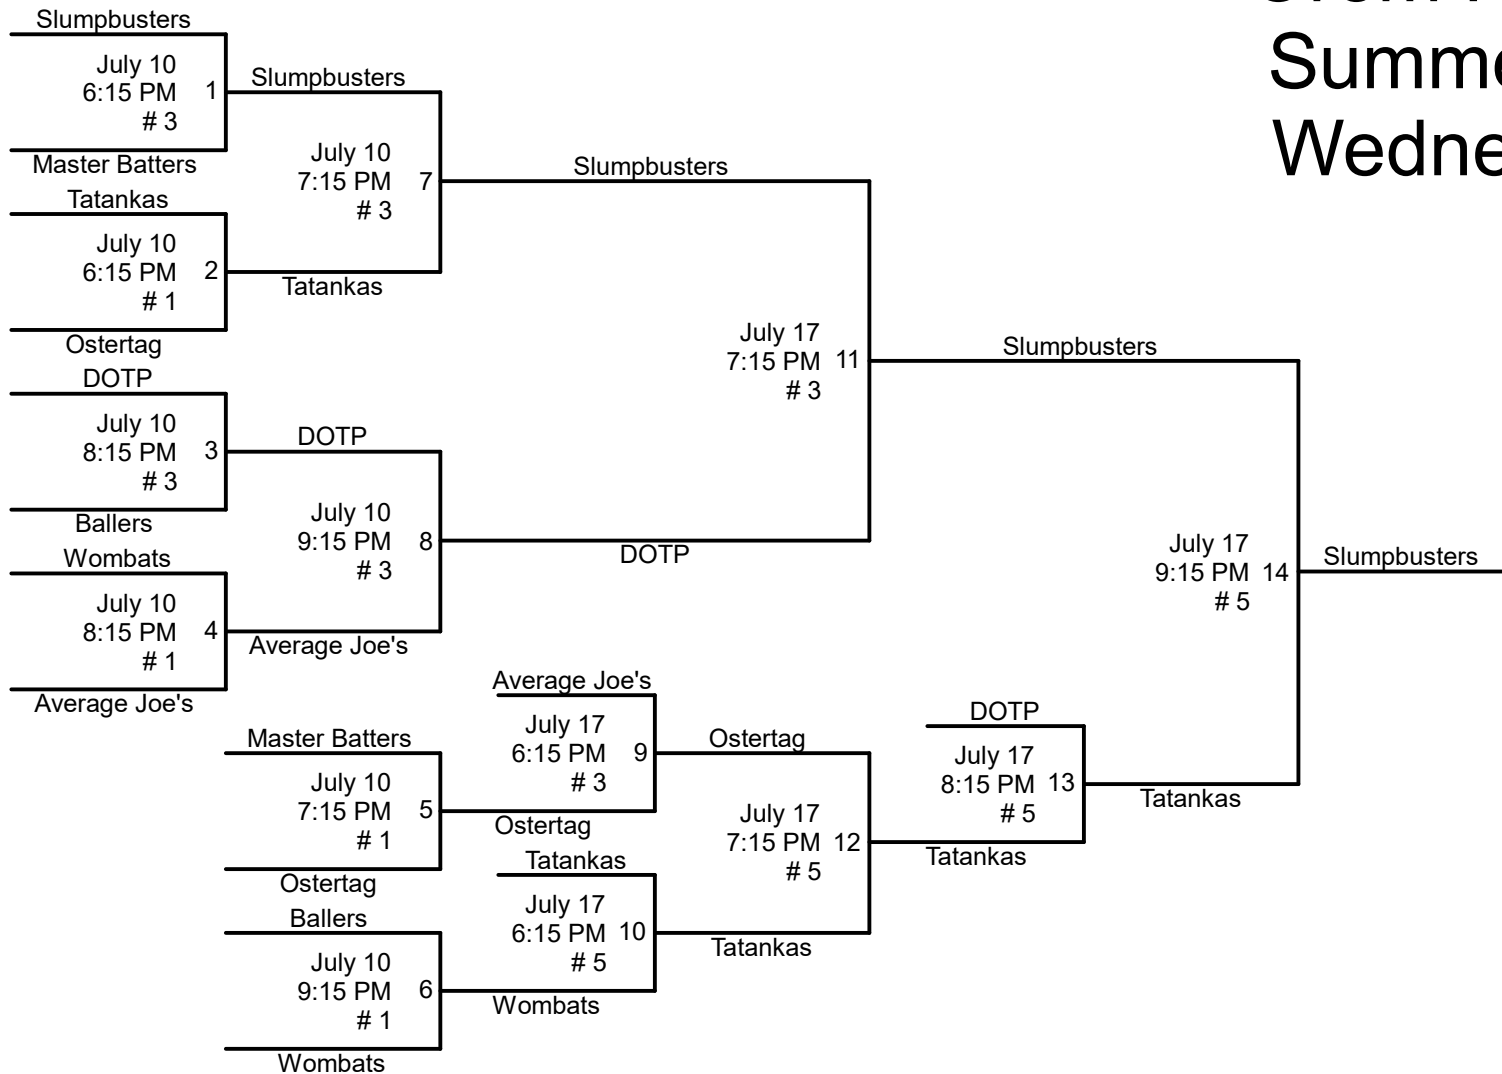 Slumpbusters
July 10
6:15 PM
# 3
1
Master Batters
Tatankas
July 10
6:15 PM
# 1
2
Ostertag
DOTP
July 10
8:15 PM
# 3
3
Ballers
Wombats
July 10
8:15 PM
# 1
4
Average Joe's
Slumpbusters
July 10
7:15 PM
# 3
7
Tatankas
DOTP
July 10
9:15 PM
# 3
8
Average Joe's
Master Batters
July 10
7:15 PM
# 1
5
Ostertag
Ballers
July 10
9:15 PM
# 1
6
Wombats
Average Joe's
July 17
6:15 PM
# 3
9
Ostertag
Tatankas
July 17
6:15 PM
# 5
10
Wombats
Slumpbusters
July 17
7:15 PM
# 3
11
DOTP
Ostertag
July 17
7:15 PM
# 5
12
Tatankas
DOTP
July 17
8:15 PM
# 5
13
Tatankas
Slumpbusters
July 17
9:15 PM
# 5
14
Tatankas
Slumpbusters
Summe
Wedne